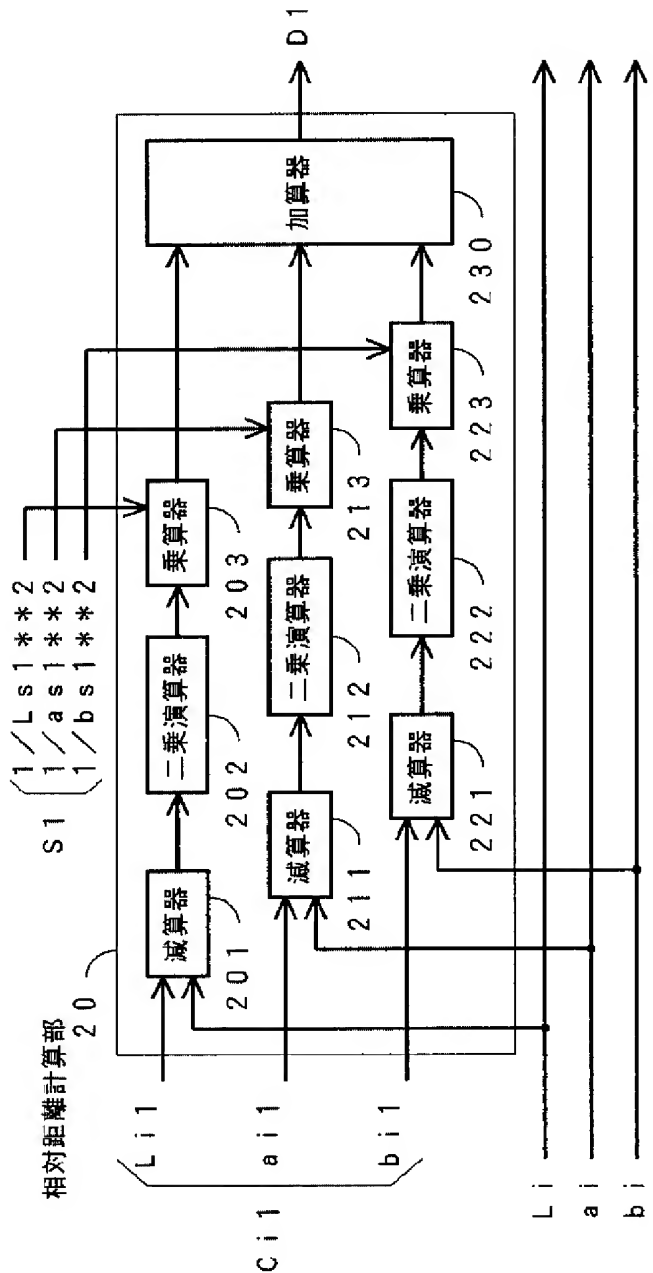 相対距離計算部
20
S1
1/Ls1**2
1/as1**2
1/bs1**2
Ci1
Li1
ai1
bi1
減算器
201
二乗演算器
202
乗算器
203
減算器
211
二乗演算器
212
乗算器
213
減算器
221
二乗演算器
222
乗算器
223
加算器
230
D1
Li
ai
bi